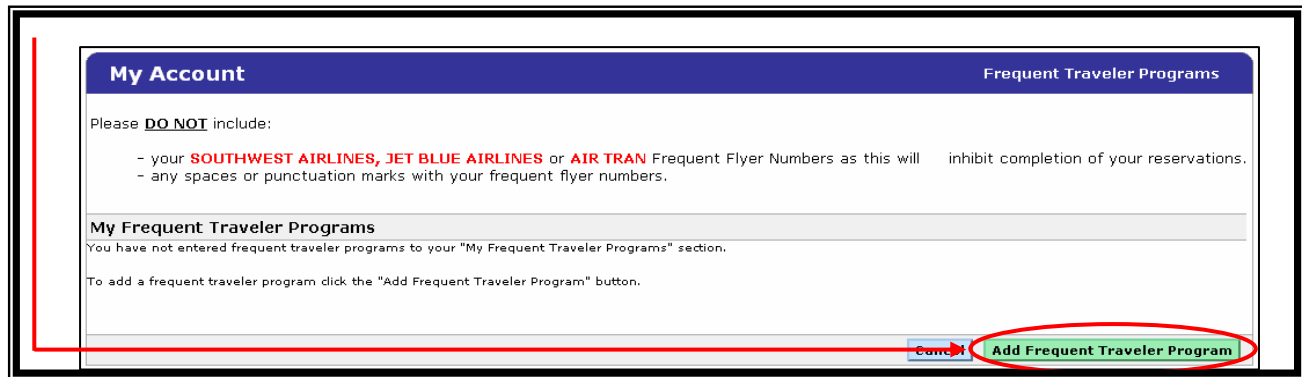 My Account
Frequent Traveler Programs
Please DO NOT include:
- your SOUTHWEST AIRLINES, JET BLUE AIRLINES or AIR TRAN Frequent Flyer Numbers as this will inhibit completion of your reservations.
- any spaces or punctuation marks with your frequent flyer numbers.
My Frequent Traveler Programs
You have not entered frequent traveler programs to your "My Frequent Traveler Programs" section.
To add a frequent traveler program click the "Add Frequent Traveler Program" button.
Cancel
Add Frequent Traveler Program